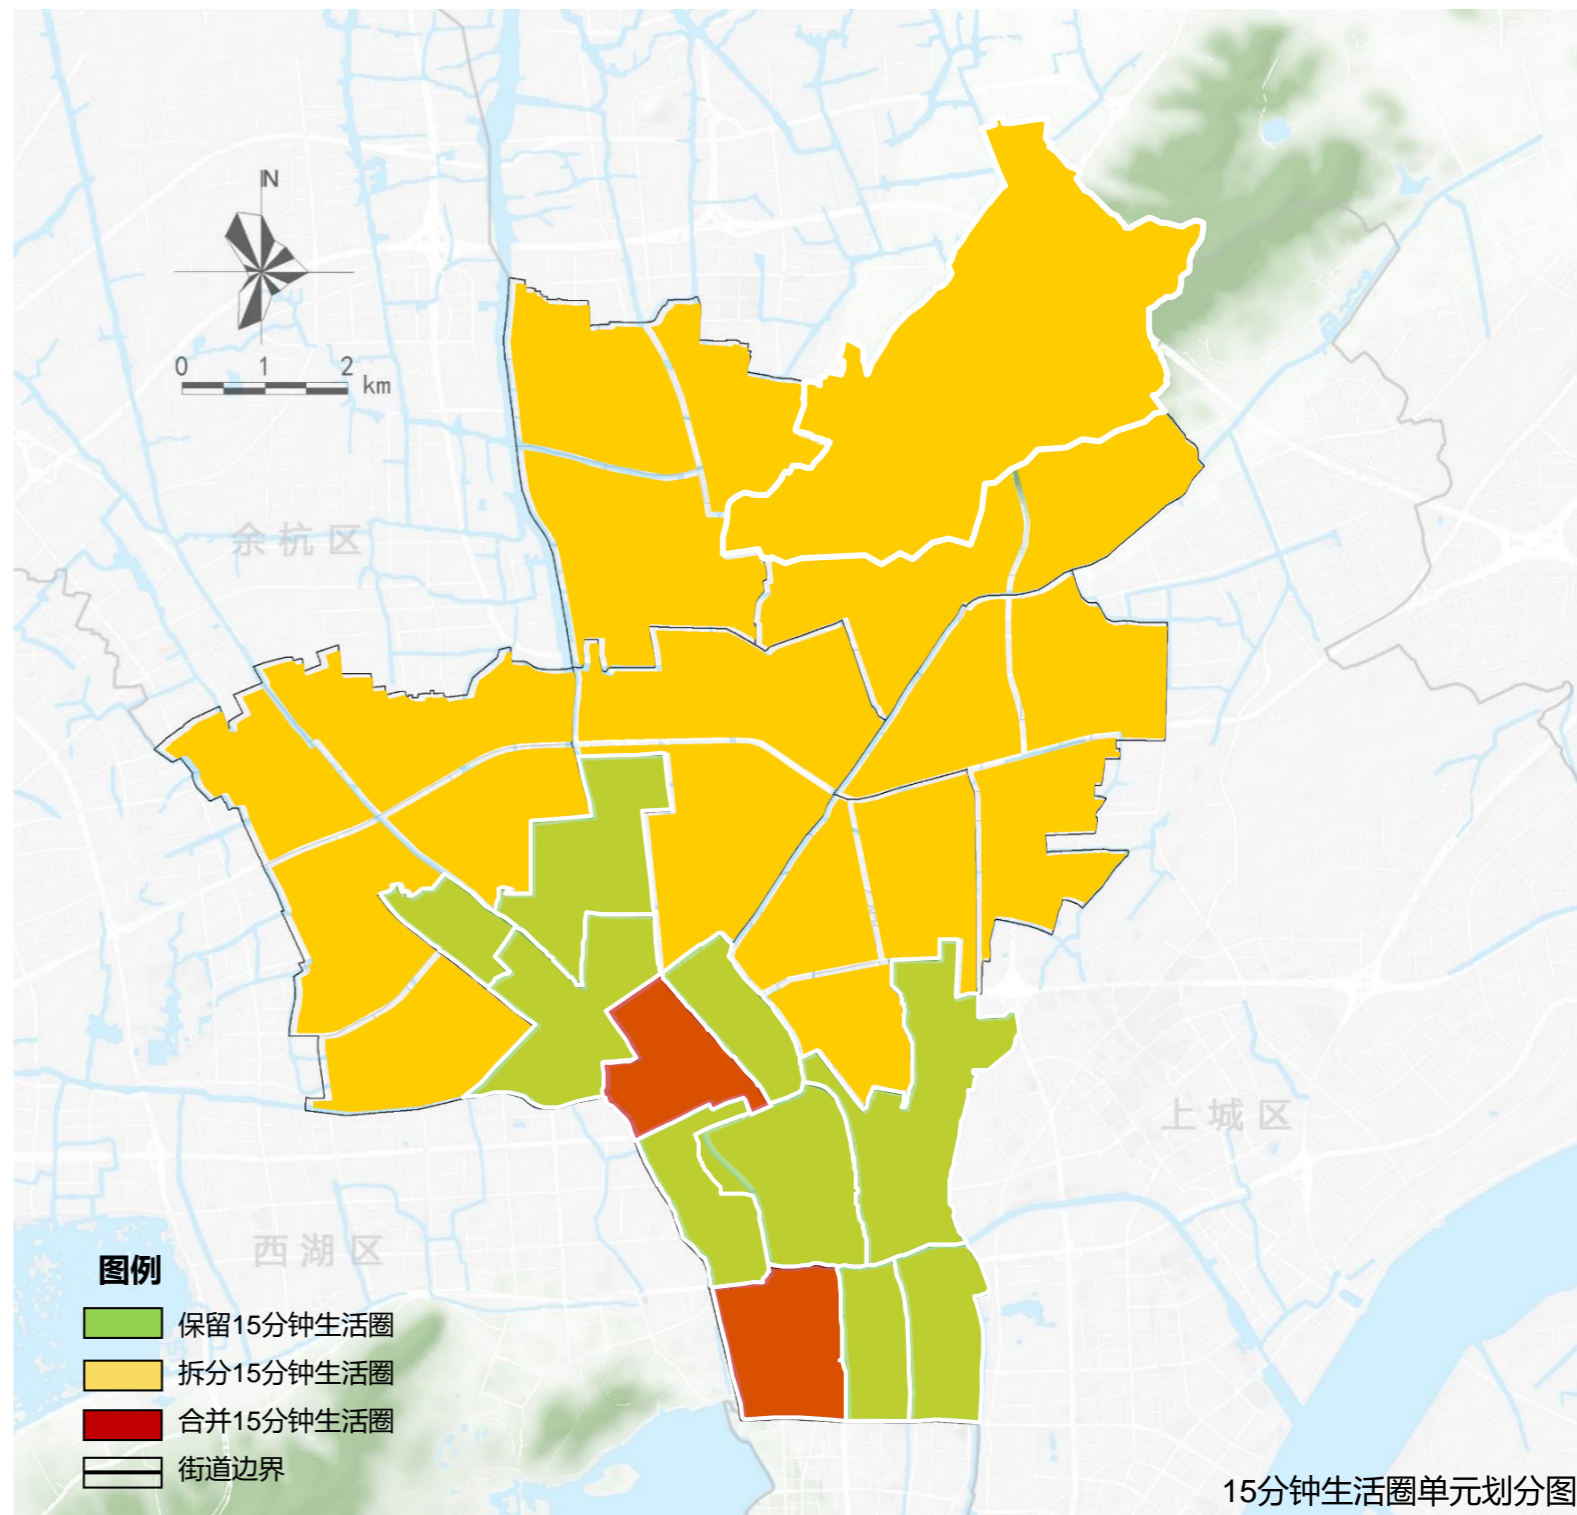 N
0 1 2 km
余杭区
上城区
西湖区
图例
保留15分钟生活圈
拆分15分钟生活圈
合并15分钟生活圈
街道边界
15分钟生活圈单元划分图